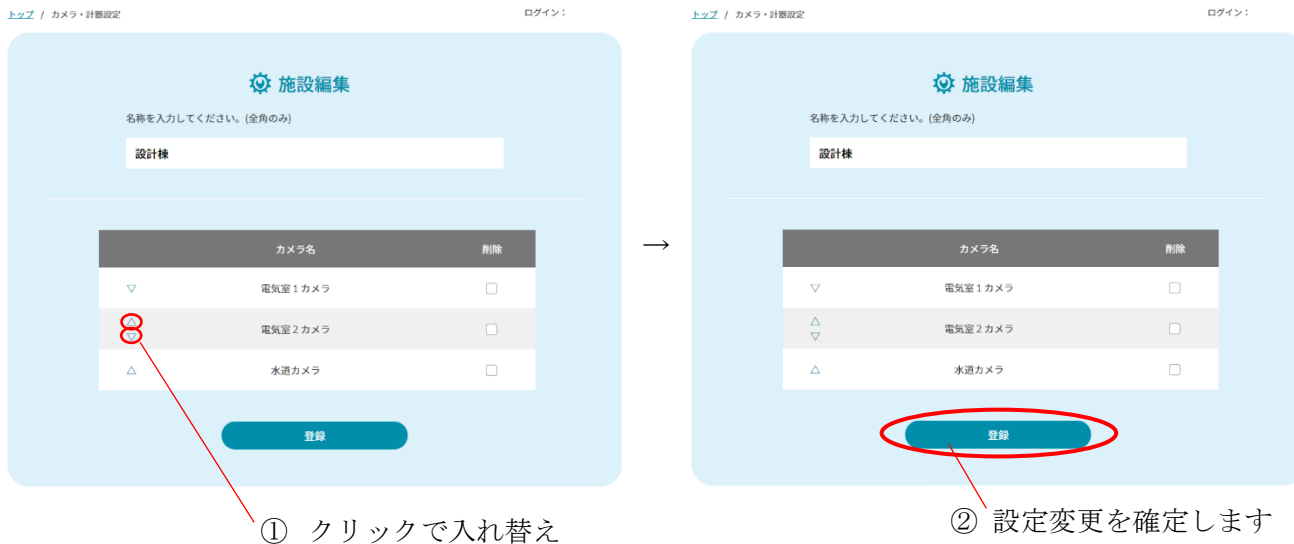 トップ / カメラ・計器設定
ログイン：
施設編集
名称を入力してください。(全角のみ)
設計棟
カメラ名 削除
▽ 電気室１カメラ
△
▽ 電気室２カメラ
△ 水道カメラ
登録
① クリックで入れ替え
→
トップ / カメラ・計器設定
ログイン：
施設編集
名称を入力してください。(全角のみ)
設計棟
カメラ名 削除
▽ 電気室１カメラ
△
▽ 電気室２カメラ
△ 水道カメラ
登録
② 設定変更を確定します